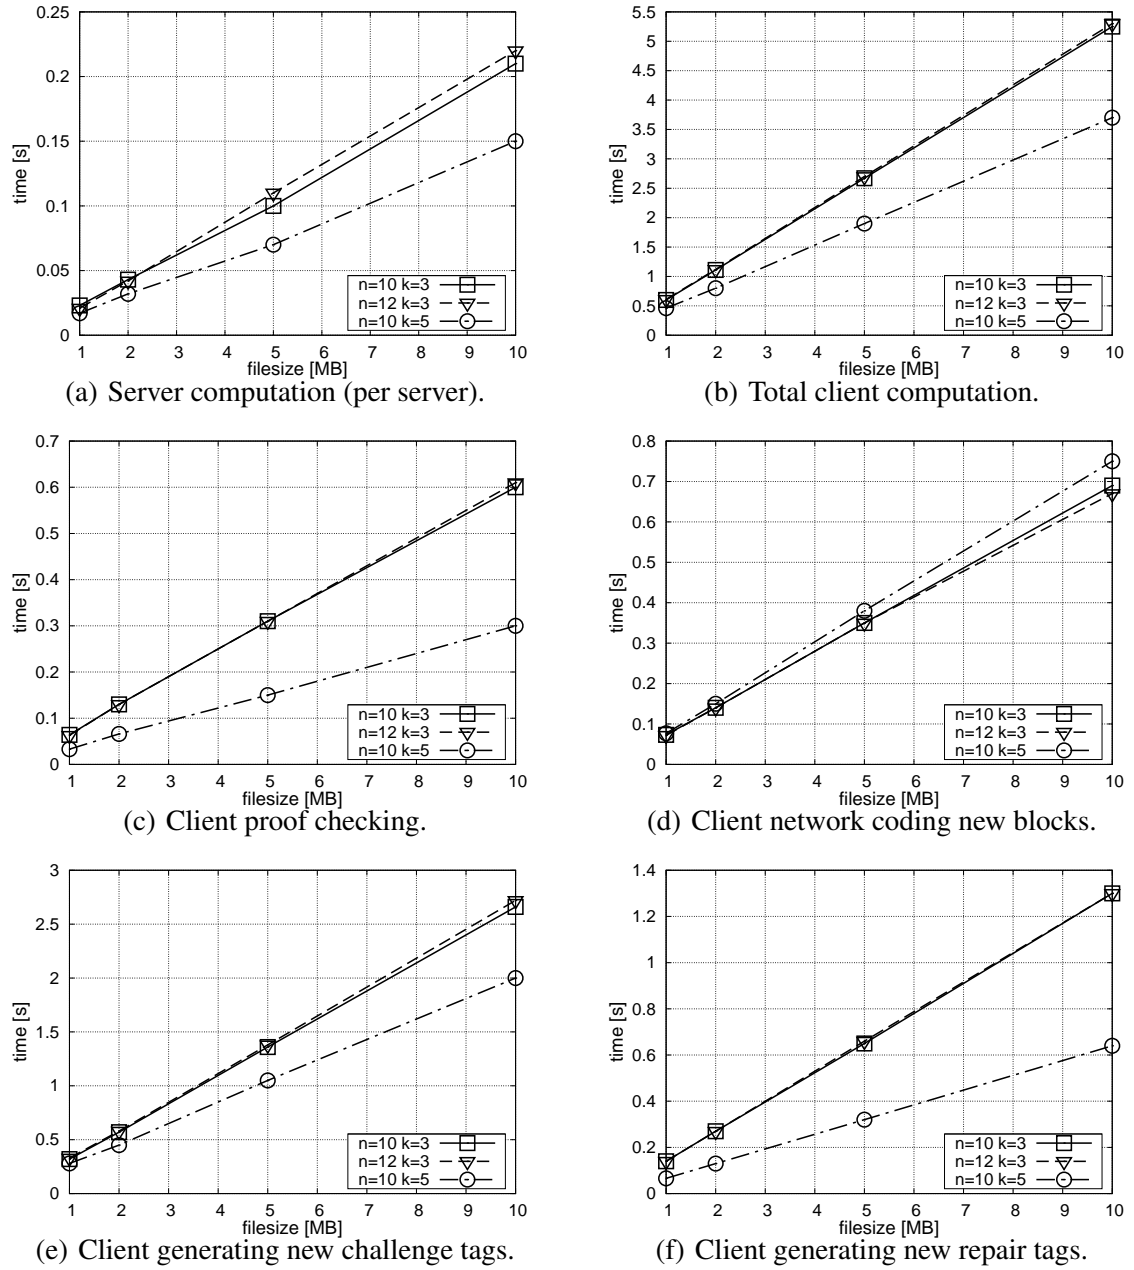 0.25
0.2
0.15
0.1
0.05
0
time [s]
n=10 k=3
n=12 k=3
n=10 k=5
1 2 3 4 5 6 7 8 9 10
filesize [MB]
(a) Server computation (per server).
5.5
5
4.5
4
3.5
3
2.5
2
1.5
1
0.5
0
time [s]
n=10 k=3
n=12 k=3
n=10 k=5
1 2 3 4 5 6 7 8 9 10
filesize [MB]
(b) Total client computation.
0.7
0.6
0.5
0.4
0.3
0.2
0.1
0
time [s]
n=10 k=3
n=12 k=3
n=10 k=5
1 2 3 4 5 6 7 8 9 10
filesize [MB]
(c) Client proof checking.
0.8
0.7
0.6
0.5
0.4
0.3
0.2
0.1
0
time [s]
n=10 k=3
n=12 k=3
n=10 k=5
1 2 3 4 5 6 7 8 9 10
filesize [MB]
(d) Client network coding new blocks.
3
2.5
2
1.5
1
0.5
0
time [s]
n=10 k=3
n=12 k=3
n=10 k=5
1 2 3 4 5 6 7 8 9 10
filesize [MB]
(e) Client generating new challenge tags.
1.4
1.2
1
0.8
0.6
0.4
0.2
0
time [s]
n=10 k=3
n=12 k=3
n=10 k=5
1 2 3 4 5 6 7 8 9 10
filesize [MB]
(f) Client generating new repair tags.